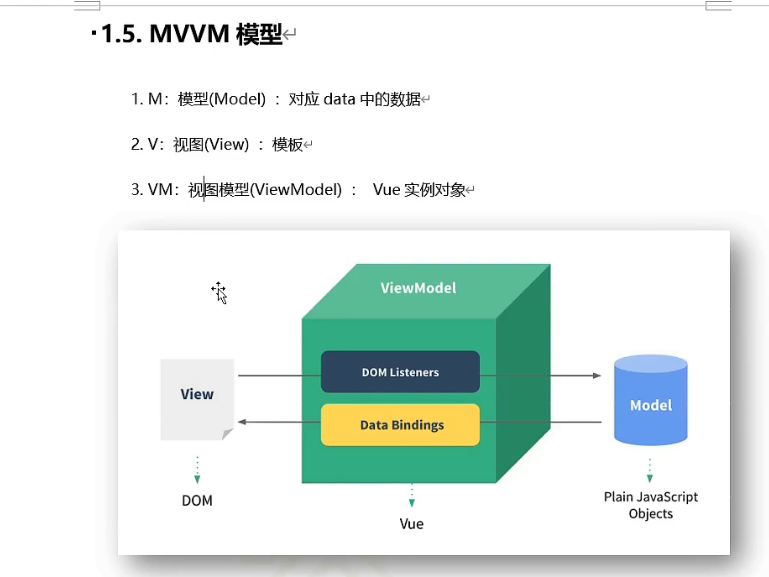 1.5. MVVM 模型
1. M：模型(Model) ：对应 data 中的数据
2. V：视图(View) ：模板
3. VM：视图模型(ViewModel) ： Vue 实例对象
ViewModel
DOM Listeners
View
Model
Data Bindings
DOM
Plain JavaScript
Objects
Vue